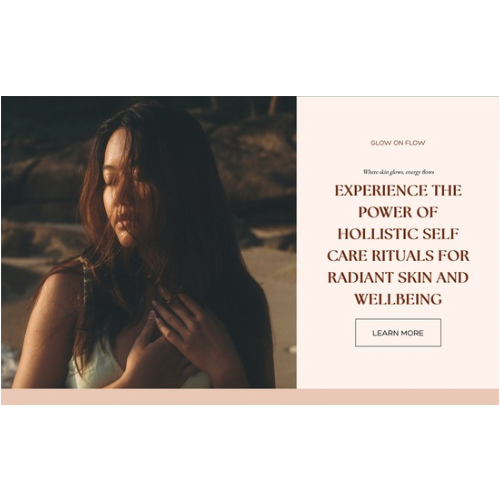 GLOW ON FLOW
Where skin glows, energy flows
EXPERIENCE THE
POWER OF
HOLLISTIC SELF
CARE RITUALS FOR
RADIANT SKIN AND
WELLBEING
LEARN MORE